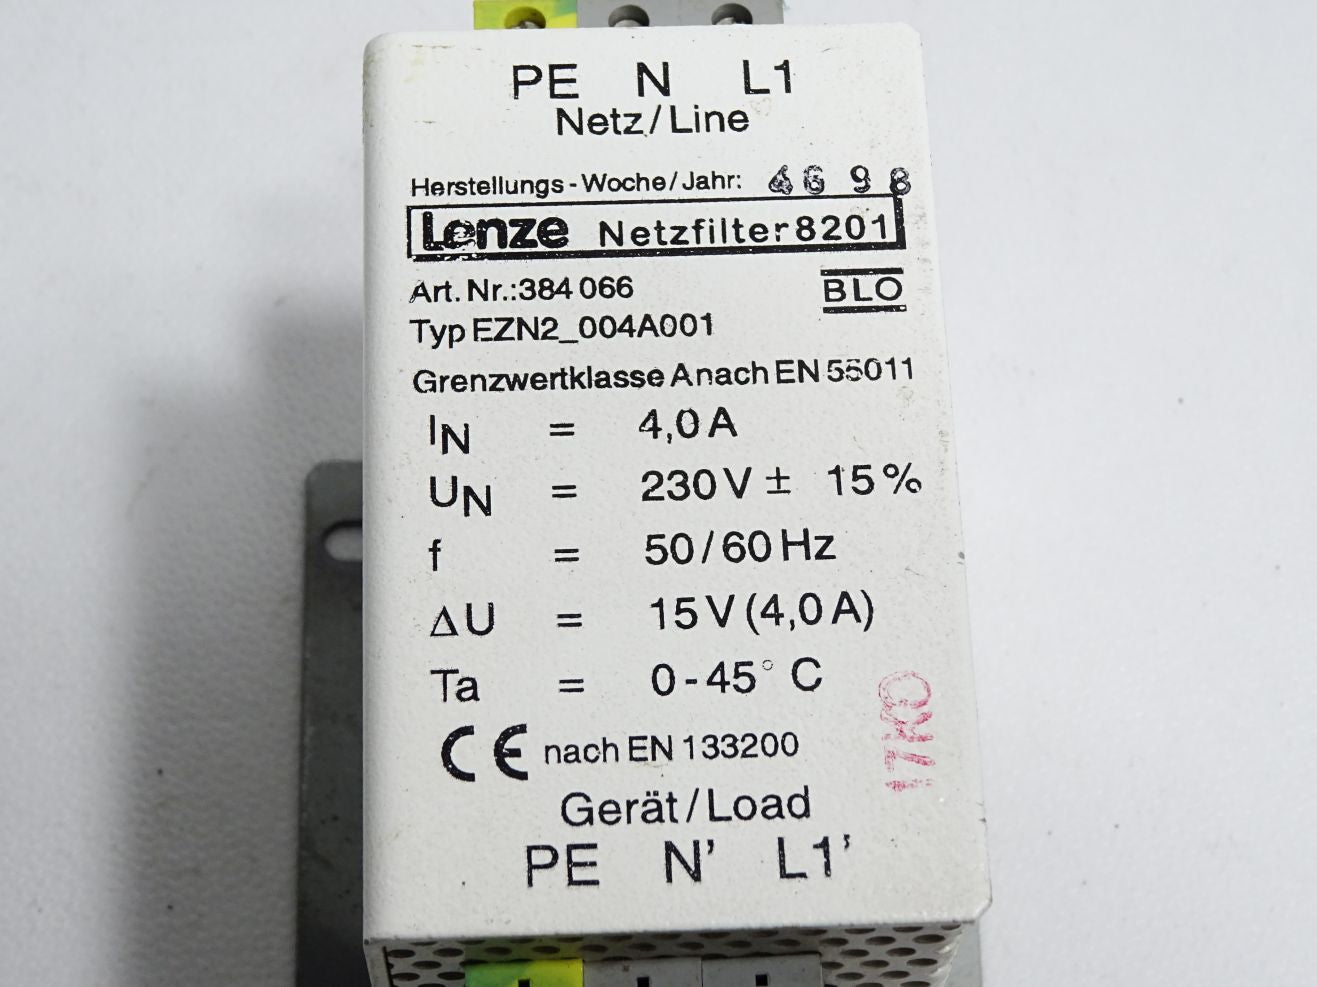 PE N L1
Netz/Line
Herstellungs-Woche/Jahr: 46 98
Lenze Netzfilter 8201
Art. Nr.:384 066
BLO
Typ EZN2_004A001
Grenzwertklasse A nach EN 55011
IN = 4,0 A
UN = 230 V ± 15 %
f = 50/60 Hz
ΔU = 15 V (4,0 A)
Ta = 0-45° C
CE nach EN 133200
Gerät/Load
PE N' L1'